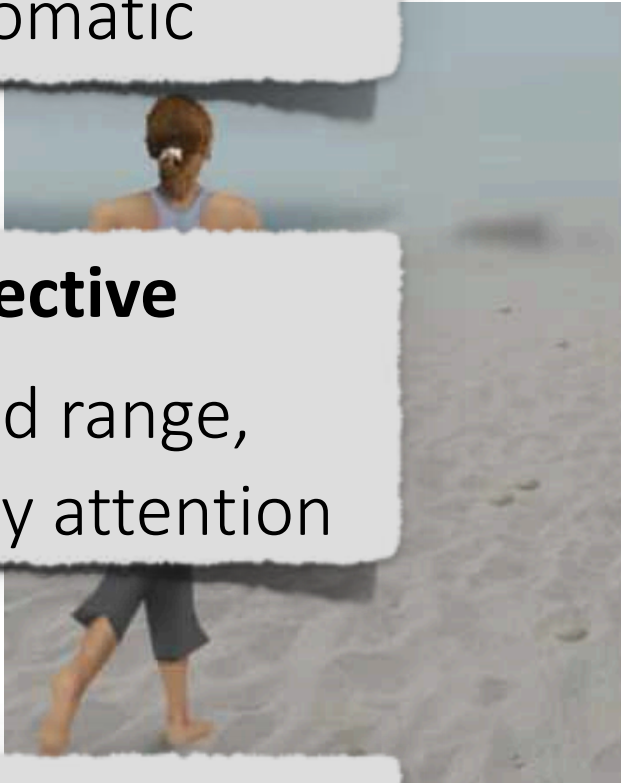 omatic
ective
d range,
y attention